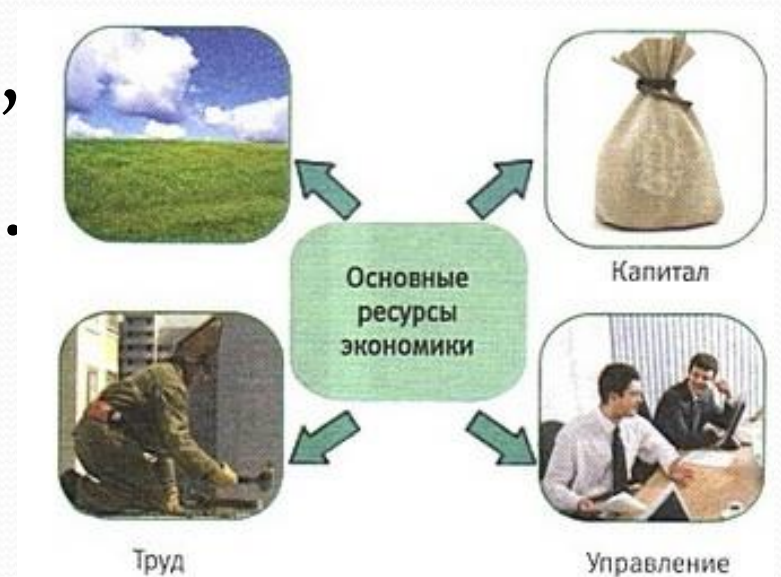 ,
.
Основные
ресурсы
экономики
Капитал
Труд
Управление